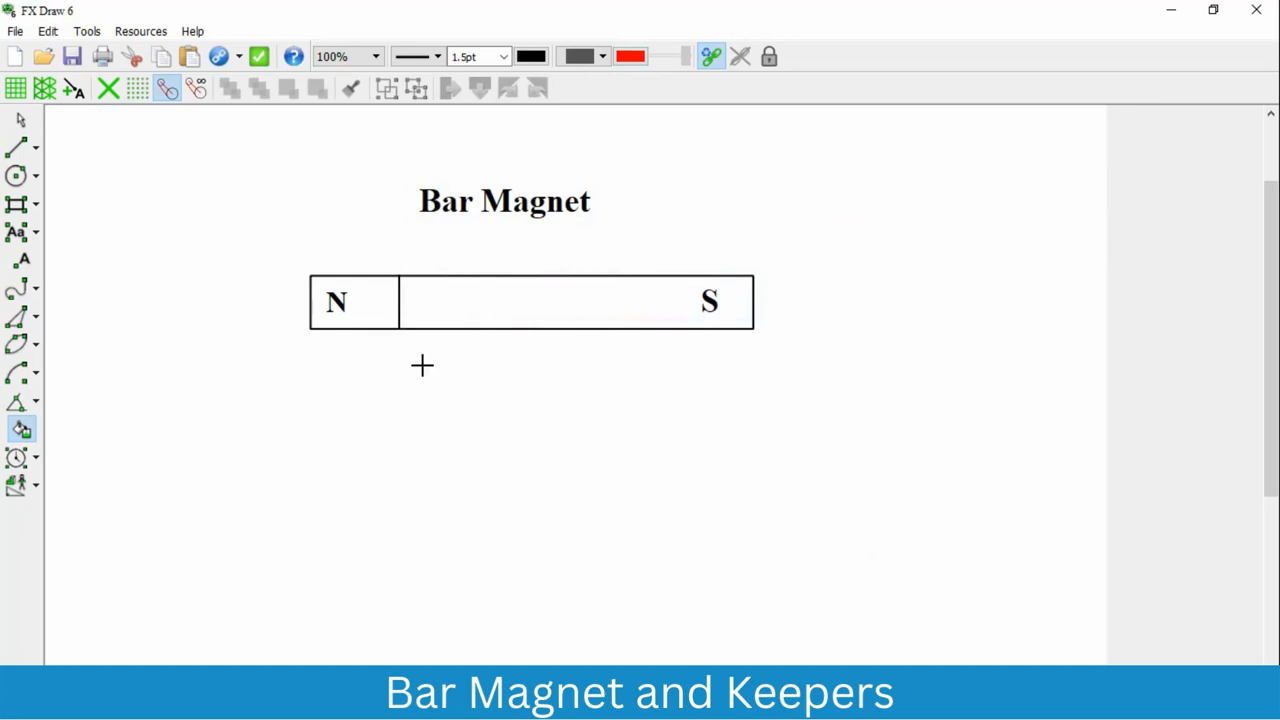 FX Draw 6
File Edit Tools Resources Help
100% 1.5pt
Bar Magnet
N S
Bar Magnet and Keepers